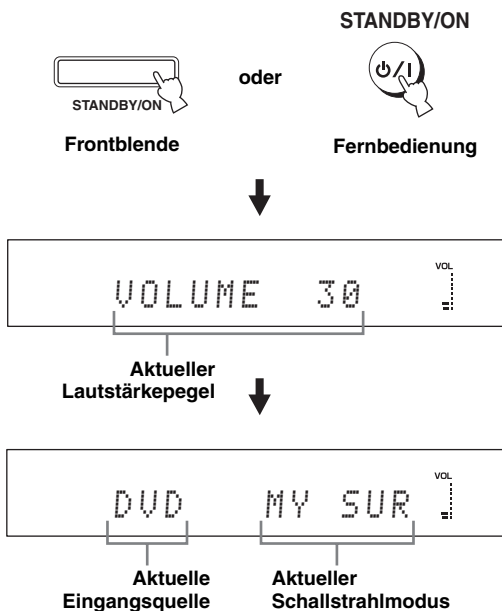 STANDBY/ON
oder
STANDBY/ON
Frontblende
Fernbedienung
VOL
VOLUME 30
Aktueller
Lautstärkepegel
VOL
DVD MY SUR
Aktuelle
Eingangsquelle
Aktueller
Schallstrahlmodus